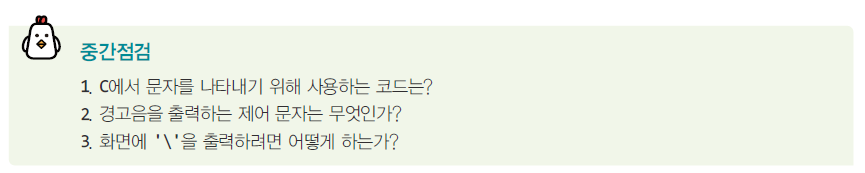 중간점검
1. C에서 문자를 나타내기 위해 사용하는 코드는?
2. 경고음을 출력하는 제어 문자는 무엇인가?
3. 화면에 '\'을 출력하려면 어떻게 하는가?